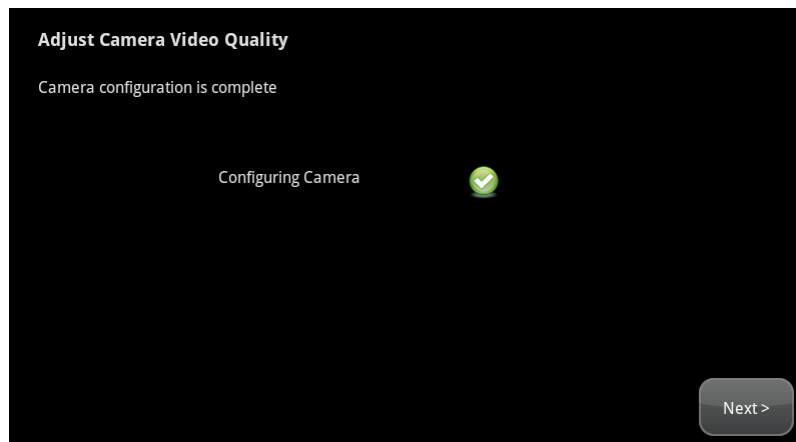 Adjust Camera Video Quality
Camera configuration is complete
Configuring Camera
Next >